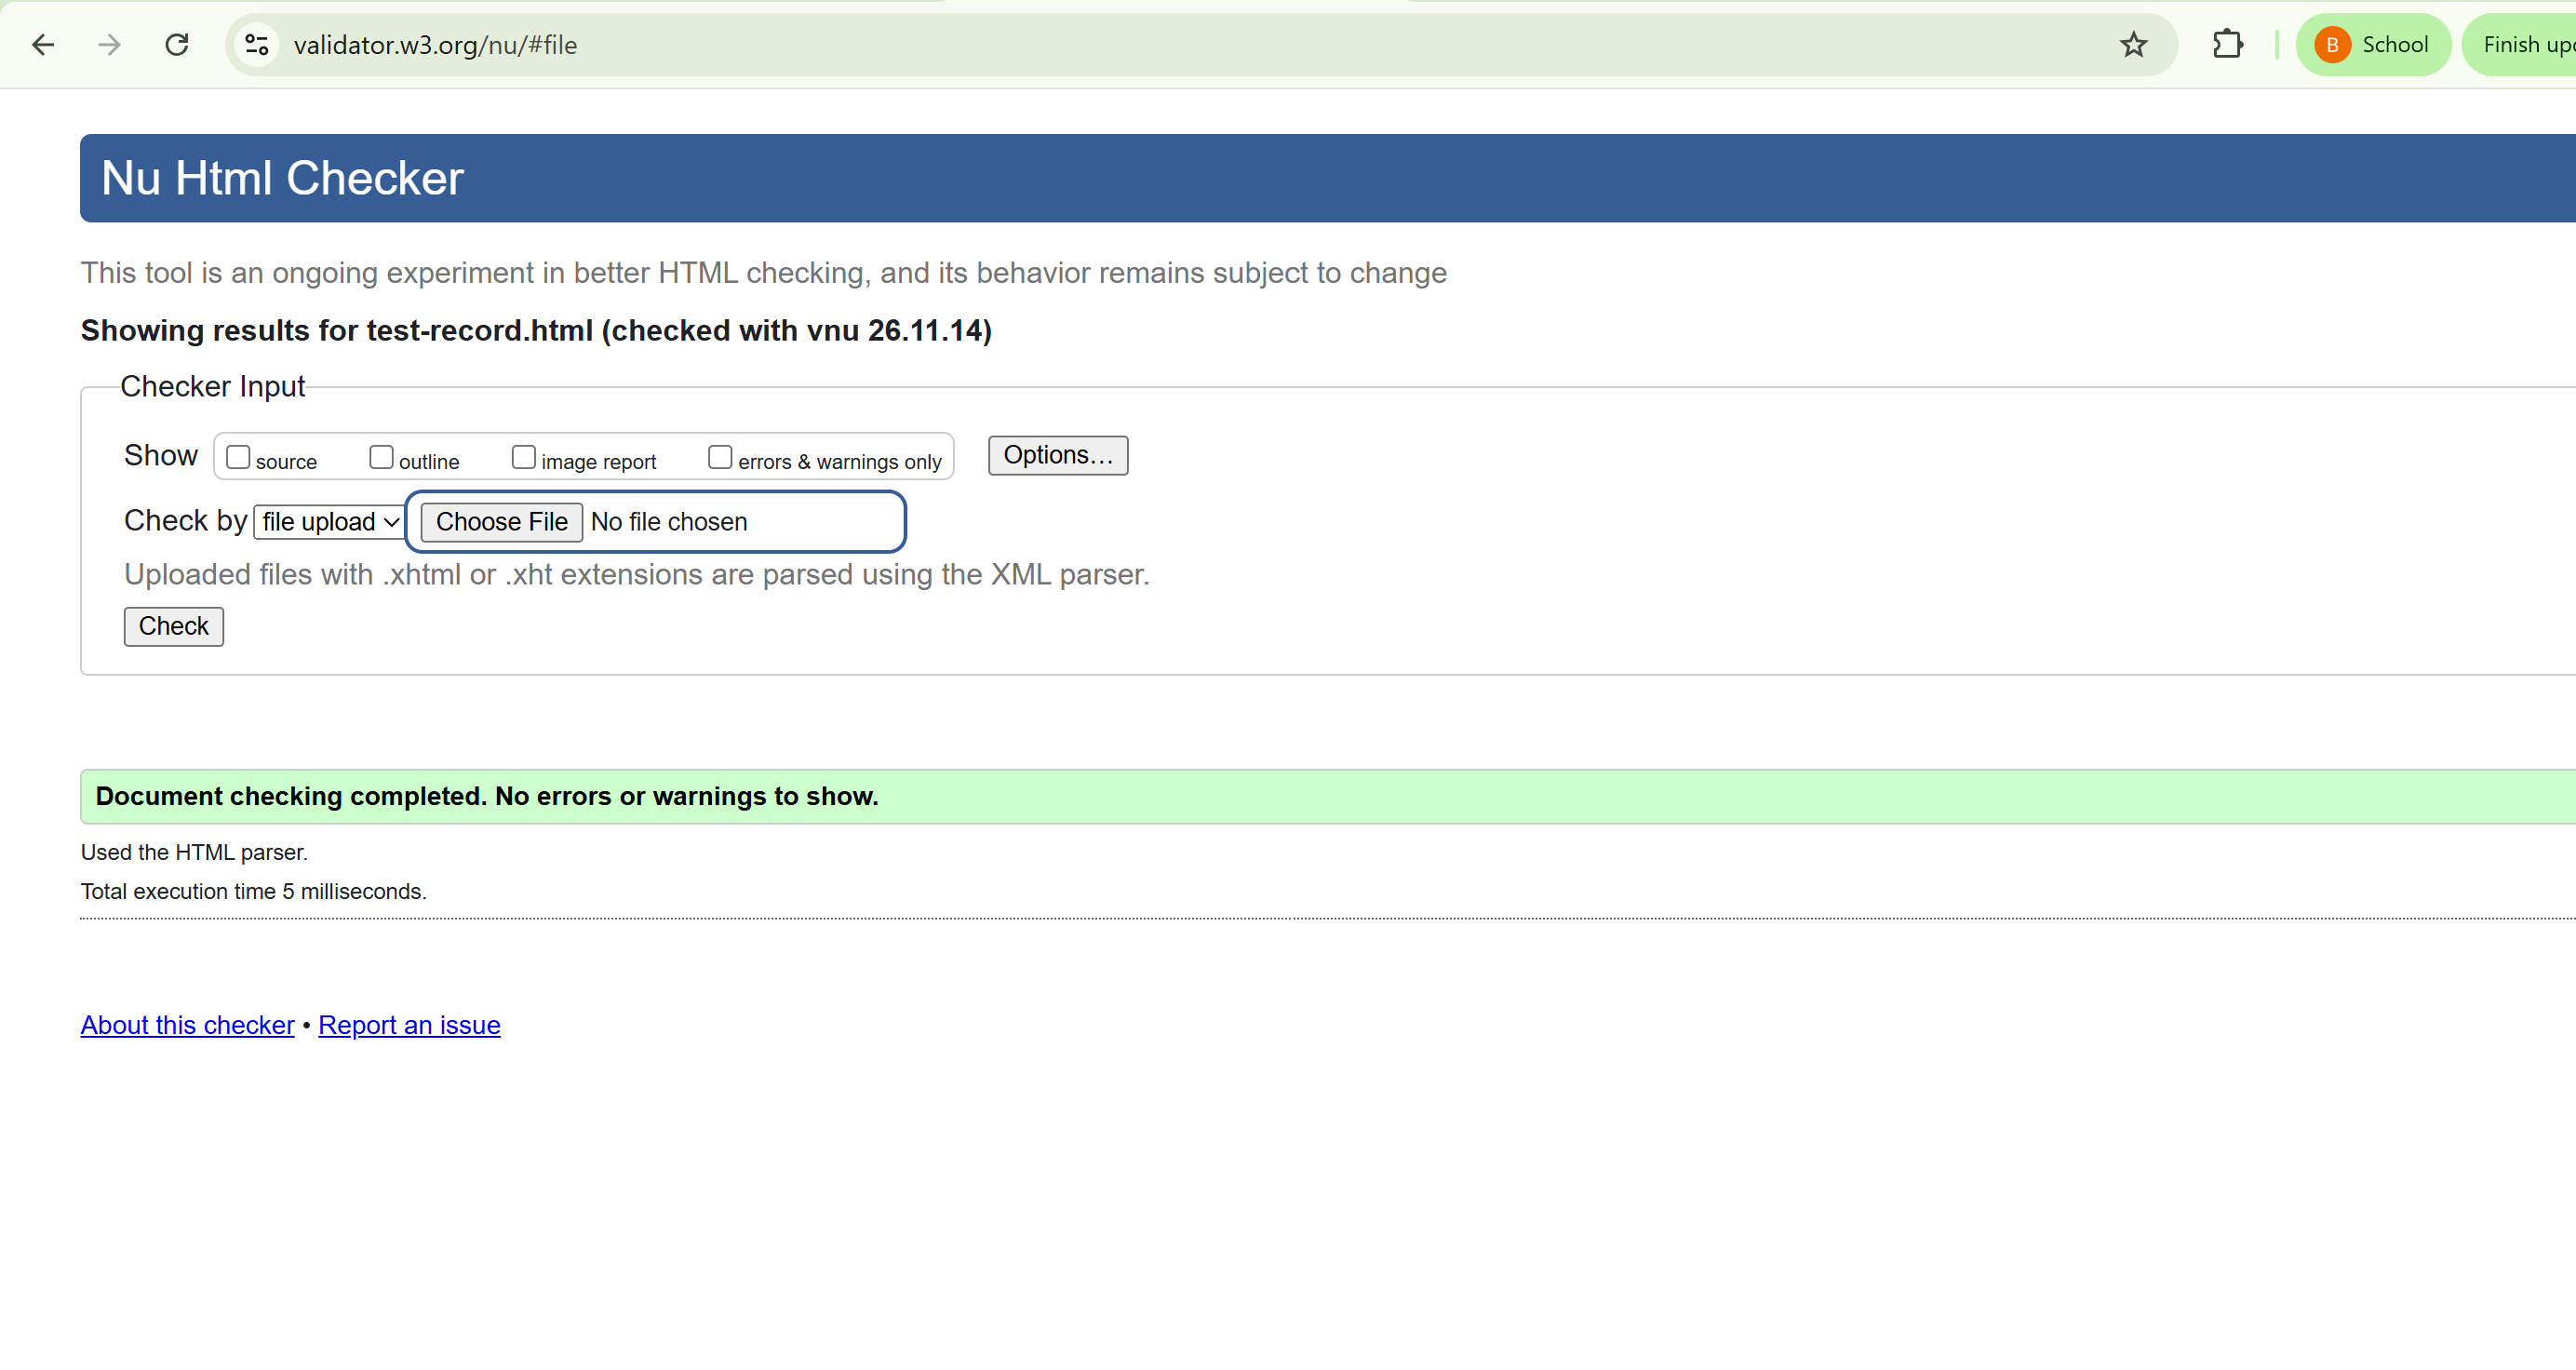 validator.w3.org/nu/#file
B School
Finish
Nu Html Checker
This tool is an ongoing experiment in better HTML checking, and its behavior remains subject to change
Showing results for test-record.html (checked with vnu 26.11.14)
Checker Input
Show source outline image report errors & warnings only Options…
Check by file upload Choose File No file chosen
Uploaded files with .xhtml or .xht extensions are parsed using the XML parser.
Check
Document checking completed. No errors or warnings to show.
Used the HTML parser.
Total execution time 5 milliseconds.
About this checker • Report an issue